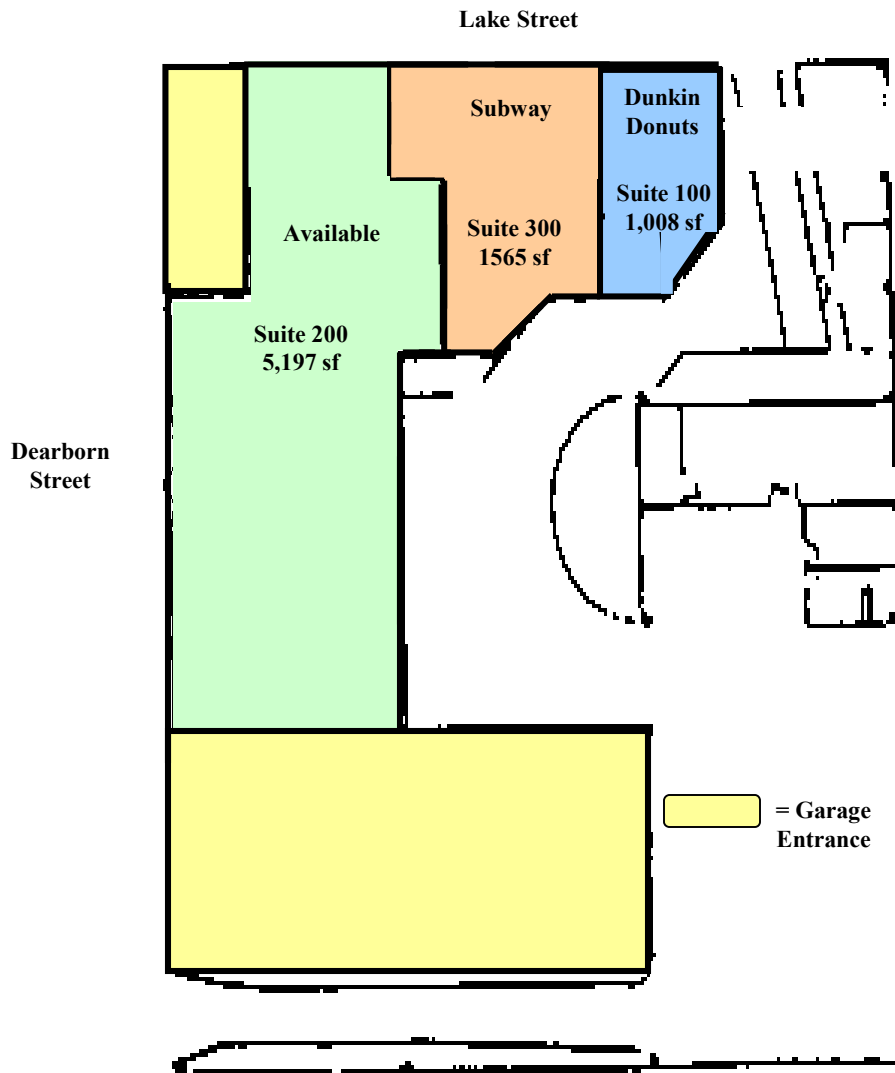 Lake Street
Subway
Dunkin
Donuts
Suite 100
1,008 sf
Available
Suite 300
1565 sf
Suite 200
5,197 sf
Dearborn
Street
= Garage
Entrance